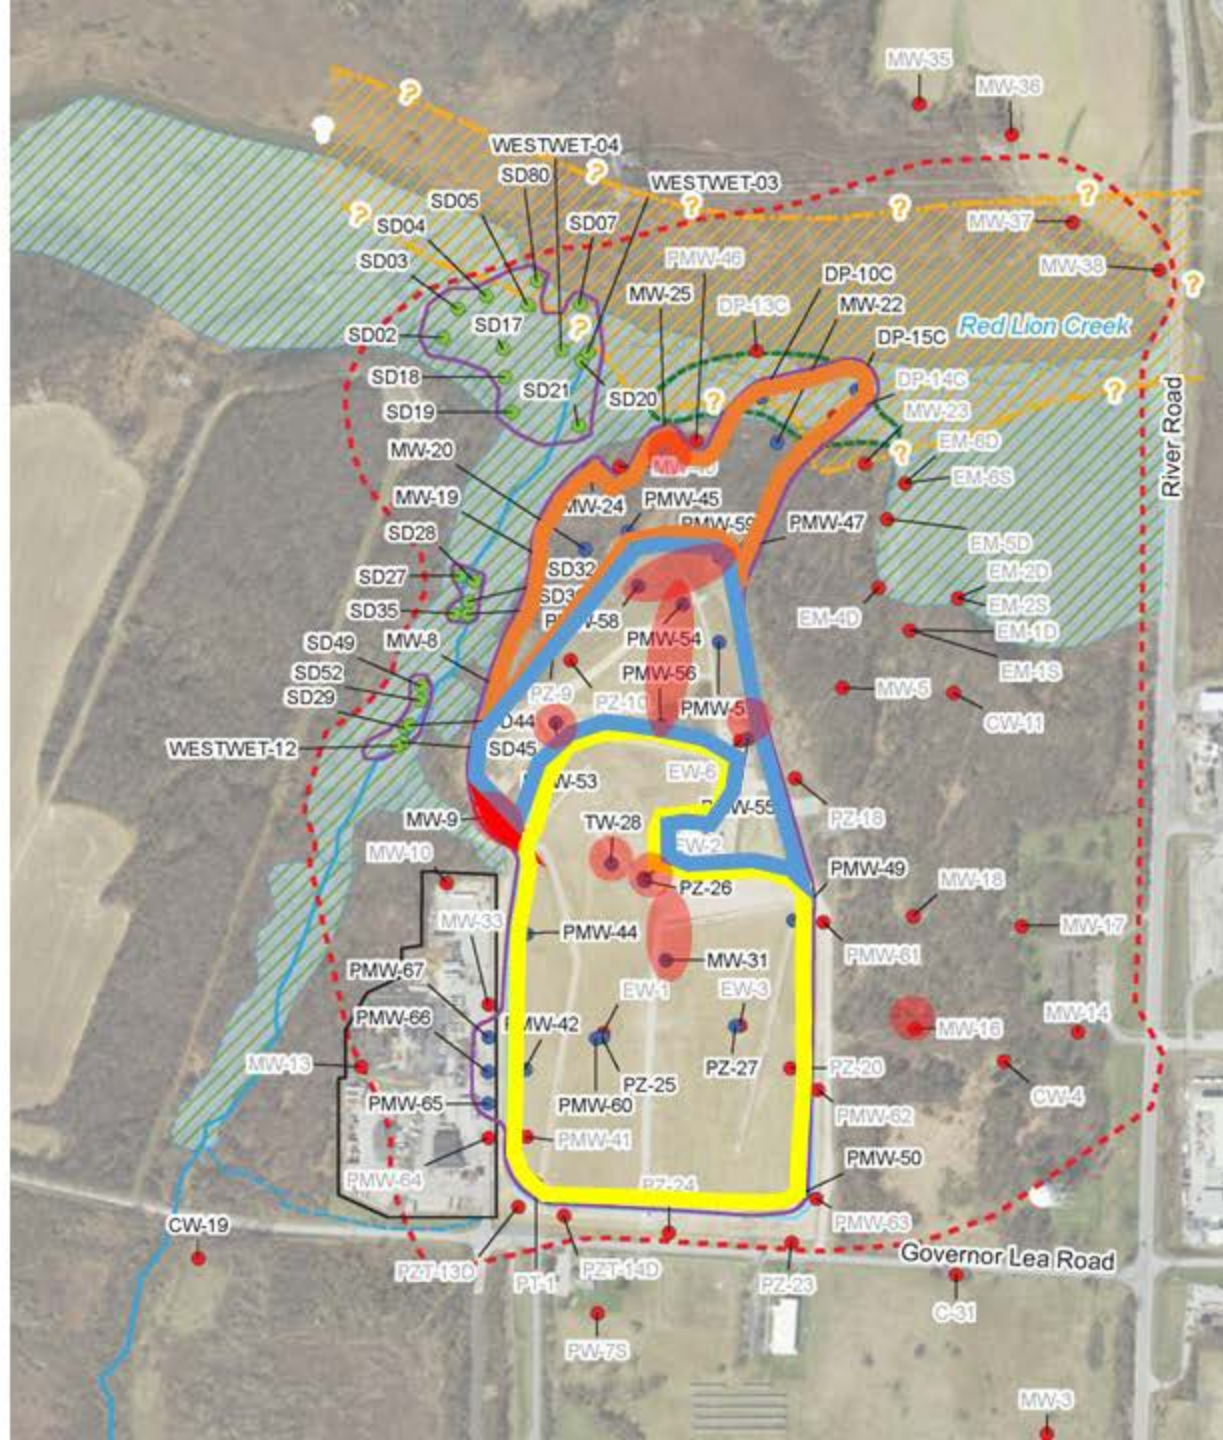 MW-35
MW-36
WESTWET-04
SD80
WESTWET-03
SD05
SD04
SD07
MW-37
SD03
PMW-46
MW-38
DP-10C
MW-25
MW-22
DP-13C
?
?
?
?
?
?
?
?
?
?
?
Red Lion Creek
SD02
SD17
DP-15C
SD18
SD21
SD20
DP-14C
SD19
MW-23
River Road
MW-20
EM-6D
EM-6S
MW-19
MW-24
PMW-45
PMW-59
PMW-47
SD28
EM-5D
SD27
SD32
EM-2D
SD35
EM-2S
EM-4D
EM-1D
SD49
MW-8
PMW-54
EM-1S
SD52
PMW-56
SD29
PZ-9
PZ-10
MW-5
CW-11
WESTWET-12
SD45
EW-6
MW-9
TW-28
PZ-18
MW-10
PZ-26
PMW-49
MW-18
MW-33
PMW-44
MW-17
PMW-61
MW-31
PMW-67
EW-1
EW-3
PMW-66
MW-16
MW-14
MW-13
PZ-25
PZ-27
PZ-20
PMW-65
PMW-60
CW-4
PMW-62
PMW-41
PMW-50
PMW-64
PZ-24
CW-19
PMW-63
Governor Lea Road
PZT-13D
PT-1
PZT-14D
PZ-23
C-31
PW-7S
MW-3